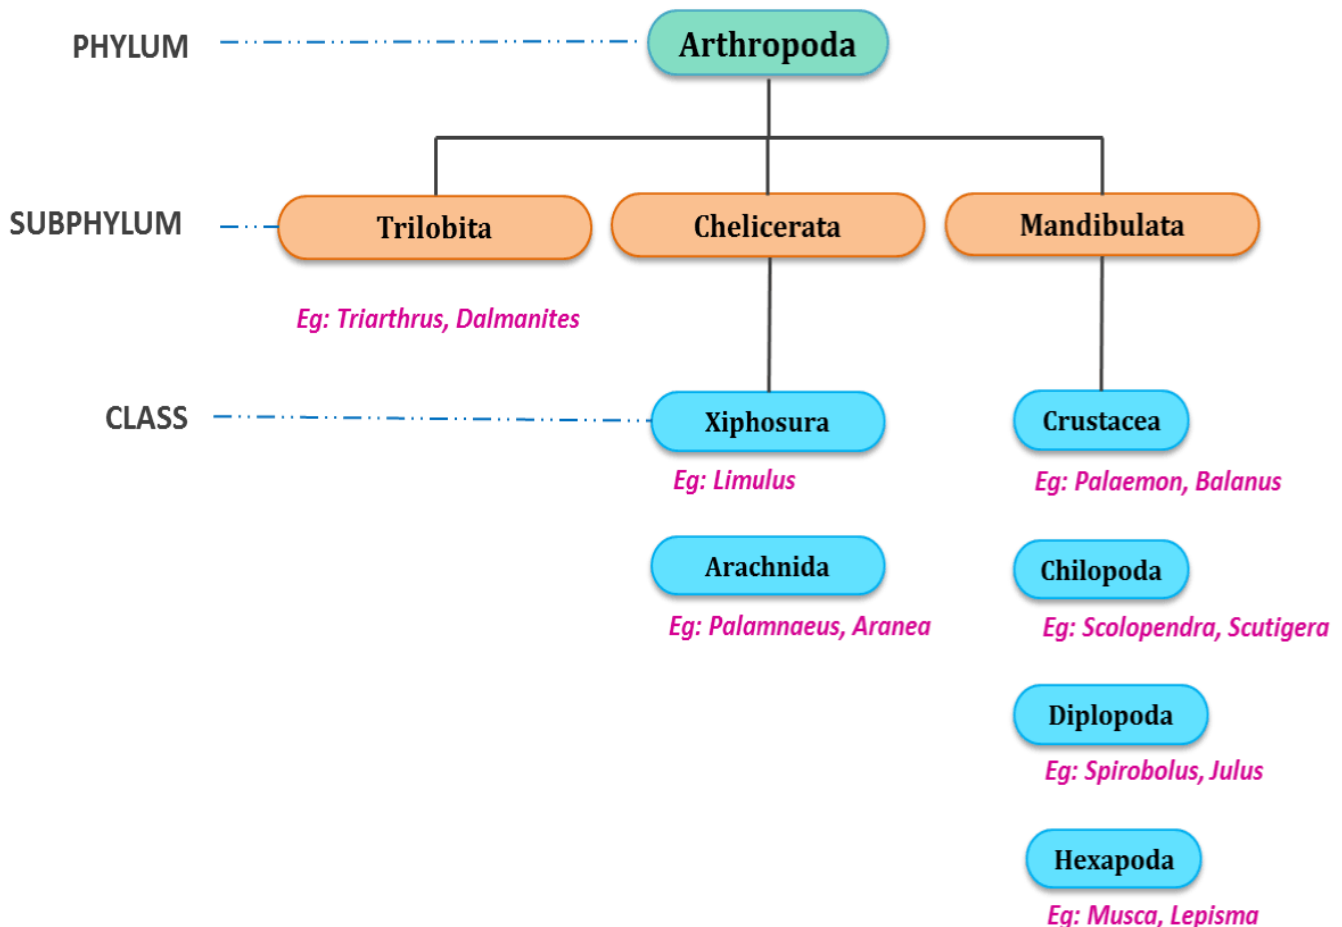 PHYLUM
Arthropoda
SUBPHYLUM
Trilobita
Chelicerata
Mandibulata
Eg: Triarthrus, Dalmanites
CLASS
Xiphosura
Crustacea
Eg: Limulus
Eg: Palaemon, Balanus
Arachnida
Chilopoda
Eg: Palamnaeus, Aranea
Eg: Scolopendra, Scutigera
Diplopoda
Eg: Spirobolus, Julus
Hexapoda
Eg: Musca, Lepisma